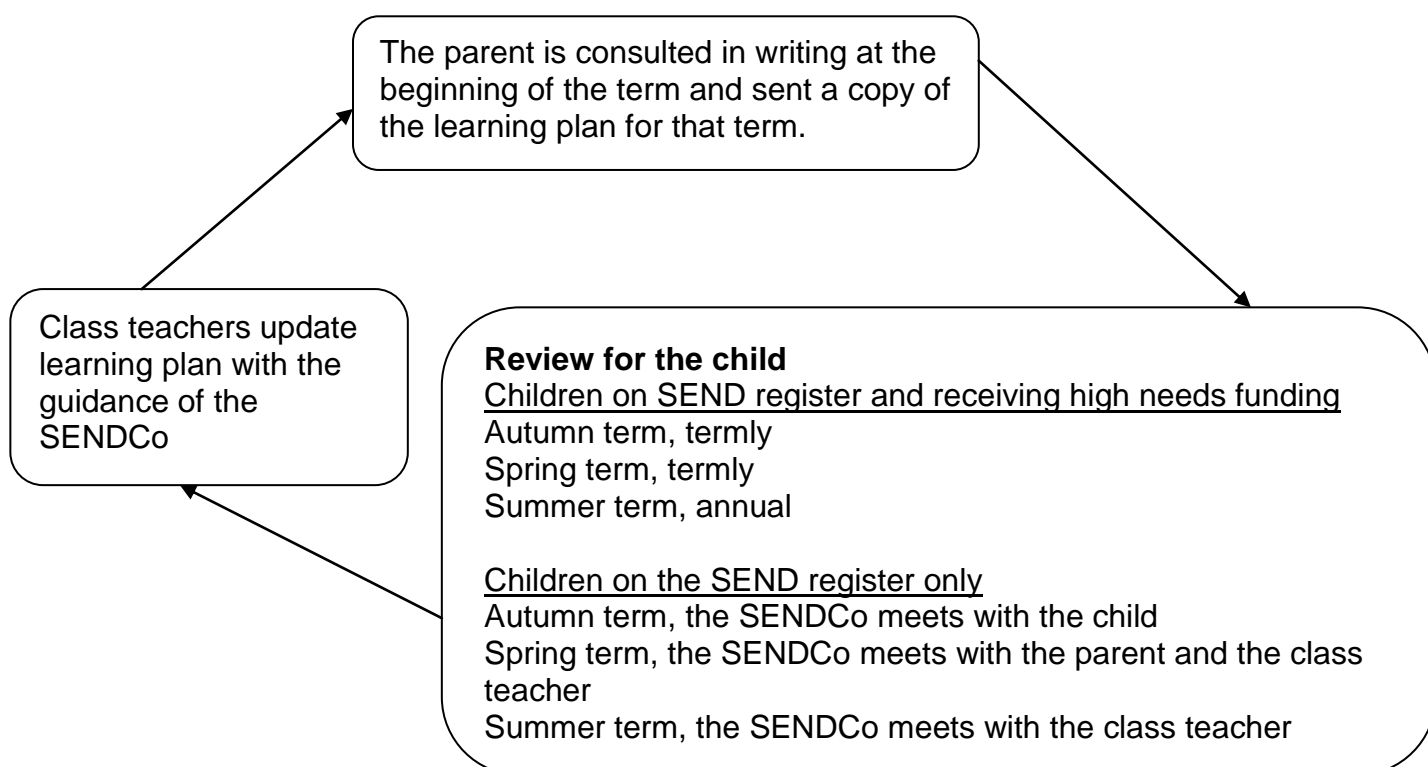 The parent is consulted in writing at the
beginning of the term and sent a copy of
the learning plan for that term.
Class teachers update
learning plan with the
guidance of the
SENDCo
Review for the child
Children on SEND register and receiving high needs funding
Autumn term, termly
Spring term, termly
Summer term, annual
Children on the SEND register only
Autumn term, the SENDCo meets with the child
Spring term, the SENDCo meets with the parent and the class
teacher
Summer term, the SENDCo meets with the class teacher